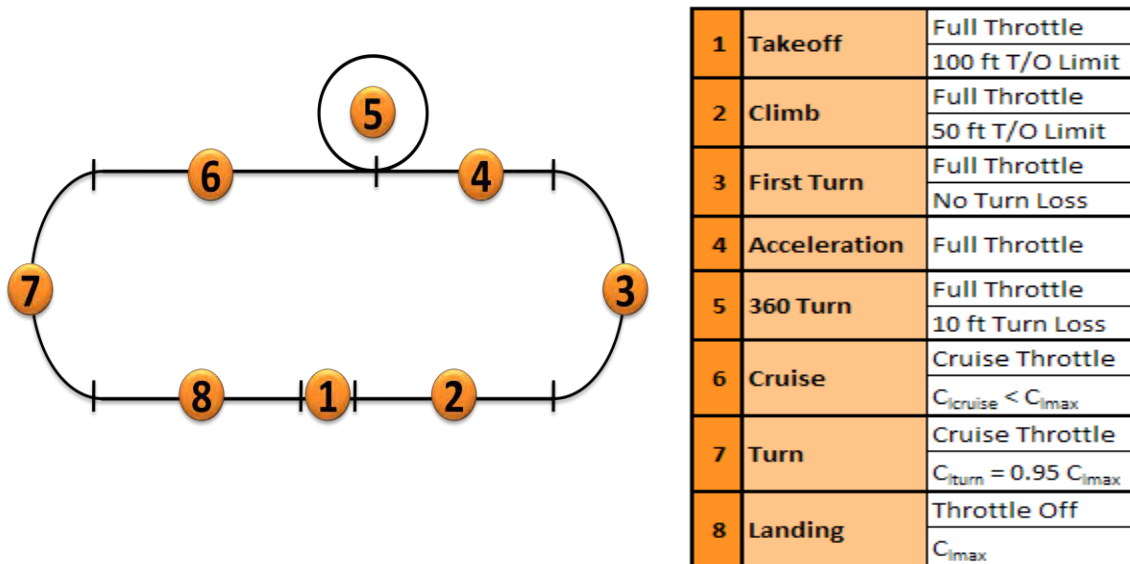 5
6
4
7
3
8
1
2
1 Takeoff Full Throttle
100 ft T/O Limit
2 Climb Full Throttle
50 ft T/O Limit
3 First Turn Full Throttle
No Turn Loss
4 Acceleration Full Throttle
5 360 Turn Full Throttle
10 ft Turn Loss
6 Cruise Cruise Throttle
Clcruise < Clmax
7 Turn Cruise Throttle
Clturn = 0.95 Clmax
8 Landing Throttle Off
Clmax